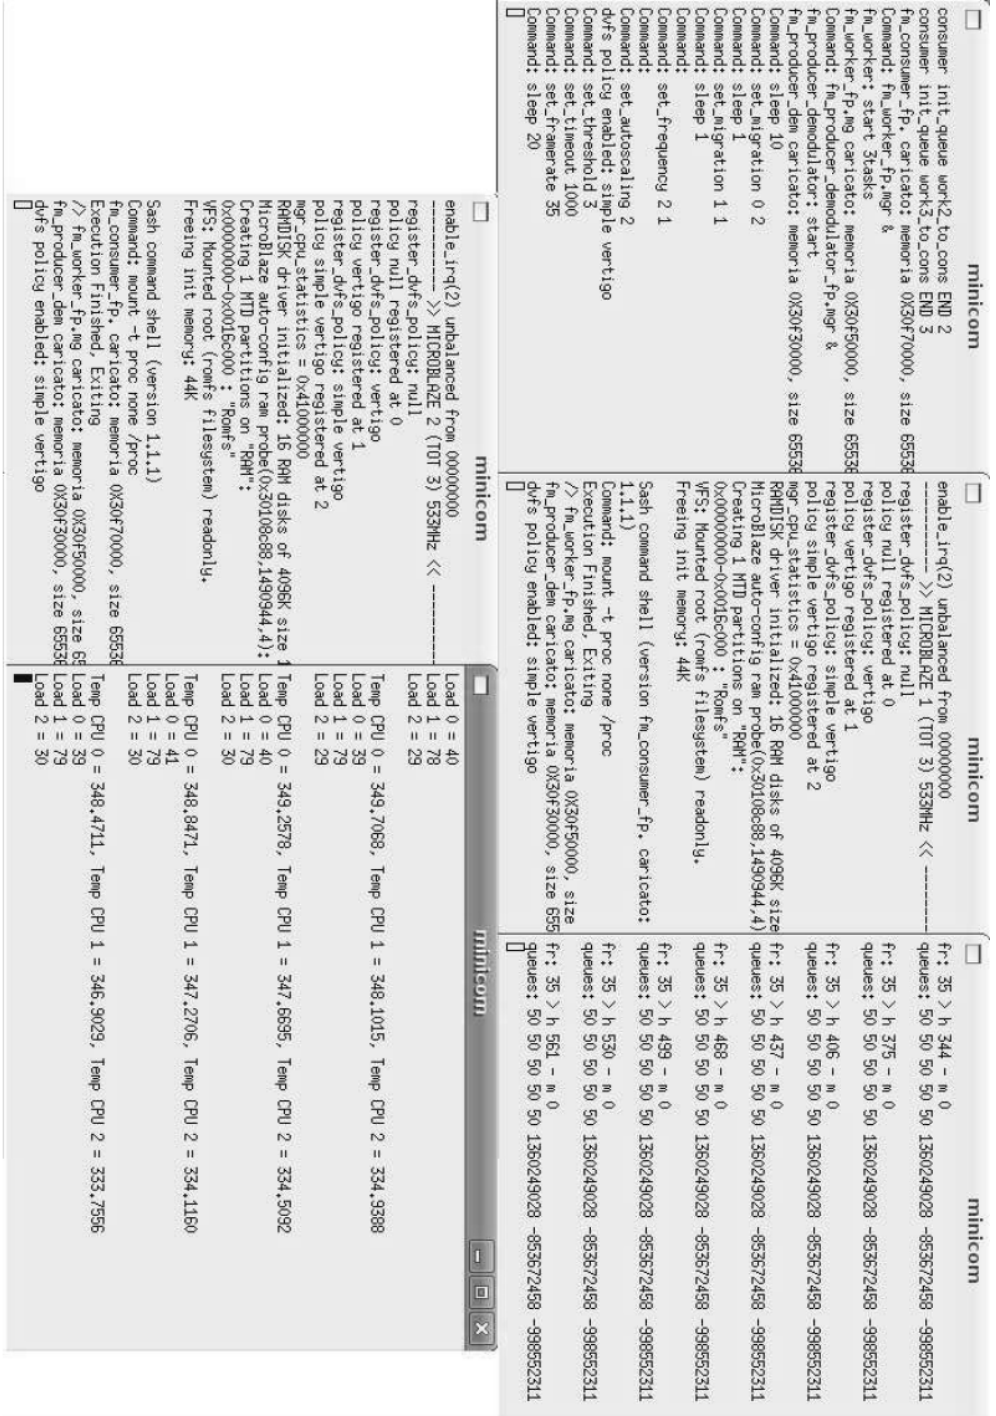 minicom
consumer init_queue work2_to_cons END 2
consumer init_queue work3_to_cons END 3
fm_consumer_fp. caricato: memoria 0X30f70000, size 65536
Command: fm_worker_fp.mgr &
fm_worker: start 3tasks
fm_worker_fp.mg caricato: memoria 0X30f50000, size 65536
Command: fm_producer_demodulator_fp.mgr &
fm_producer_demodulator: start
fm_producer_dem caricato: memoria 0X30f30000, size 65536
Command: sleep 10
Command: set_migration 0 2
Command: sleep 1
Command: set_migration 1 1
Command: sleep 1
Command:
Command: set_frequency 2 1
Command:
Command: set_autoscaling 2
dvfs policy enabled: simple vertigo
Command: set_threshold 3
Command: set_timeout 1000
Command: set_framerate 35
Command: sleep 20
minicom
enable_irq(2) unbalanced from 00000000
---------- >> MICROBLAZE 1 (TOT 3) 533MHz << ----------
register_dvfs_policy: null
policy null registered at 0
register_dvfs_policy: vertigo
policy vertigo registered at 1
register_dvfs_policy: simple vertigo
policy simple vertigo registered at 2
mgr_cpu_statistics = 0x41000000
RAMDISK driver initialized: 16 RAM disks of 4096K size
MicroBlaze auto-config ram probe(0x30108c88,1490944,4)
Creating 1 MTD partitions on "RAM":
0x00000000-0x0016c000 : "Romfs"
VFS: Mounted root (romfs filesystem) readonly.
Freeing init memory: 44K
Sash command shell (version fm_consumer_fp. caricato:
1.1.1)
Command: mount -t proc none /proc
Execution Finished, Exiting
/> fm_worker_fp.mg caricato: memoria 0X30f50000, size
fm_producer_dem caricato: memoria 0X30f30000, size 655
dvfs policy enabled: simple vertigo
minicom
fr: 35 > h 344 - m 0
queues: 50 50 50 50 50 1360249028 -853672458 -998552311
fr: 35 > h 375 - m 0
queues: 50 50 50 50 50 1360249028 -853672458 -998552311
fr: 35 > h 406 - m 0
queues: 50 50 50 50 50 1360249028 -853672458 -998552311
fr: 35 > h 437 - m 0
queues: 50 50 50 50 50 1360249028 -853672458 -998552311
fr: 35 > h 468 - m 0
queues: 50 50 50 50 50 1360249028 -853672458 -998552311
fr: 35 > h 499 - m 0
queues: 50 50 50 50 50 1360249028 -853672458 -998552311
fr: 35 > h 530 - m 0
queues: 50 50 50 50 50 1360249028 -853672458 -998552311
fr: 35 > h 561 - m 0
queues: 50 50 50 50 50 1360249028 -853672458 -998552311
minicom
enable_irq(2) unbalanced from 00000000
---------- >> MICROBLAZE 2 (TOT 3) 533MHz << ----------
register_dvfs_policy: null
policy null registered at 0
register_dvfs_policy: vertigo
policy vertigo registered at 1
register_dvfs_policy: simple vertigo
policy simple vertigo registered at 2
mgr_cpu_statistics = 0x41000000
RAMDISK driver initialized: 16 RAM disks of 4096K size 1
MicroBlaze auto-config ram probe(0x30108c88,1490944,4):
Creating 1 MTD partitions on "RAM":
0x00000000-0x0016c000 : "Romfs"
VFS: Mounted root (romfs filesystem) readonly.
Freeing init memory: 44K
Sash command shell (version 1.1.1)
Command: mount -t proc none /proc
fm_consumer_fp. caricato: memoria 0X30f70000, size 65536
Execution Finished, Exiting
/> fm_worker_fp.mg caricato: memoria 0X30f50000, size 65
fm_producer_dem caricato: memoria 0X30f30000, size 65536
dvfs policy enabled: simple vertigo
minicom
Load 0 = 40
Load 1 = 78
Load 2 = 29
Temp CPU 0 = 349.7068, Temp CPU 1 = 348.1015, Temp CPU 2 = 334.9388
Load 0 = 39
Load 1 = 79
Load 2 = 29
Temp CPU 0 = 349.2578, Temp CPU 1 = 347.6695, Temp CPU 2 = 334.5092
Load 0 = 40
Load 1 = 79
Load 2 = 30
Temp CPU 0 = 348.8471, Temp CPU 1 = 347.2706, Temp CPU 2 = 334.1160
Load 0 = 41
Load 1 = 79
Load 2 = 30
Temp CPU 0 = 348.4711, Temp CPU 1 = 346.9029, Temp CPU 2 = 333.7556
Load 0 = 39
Load 1 = 79
Load 2 = 30